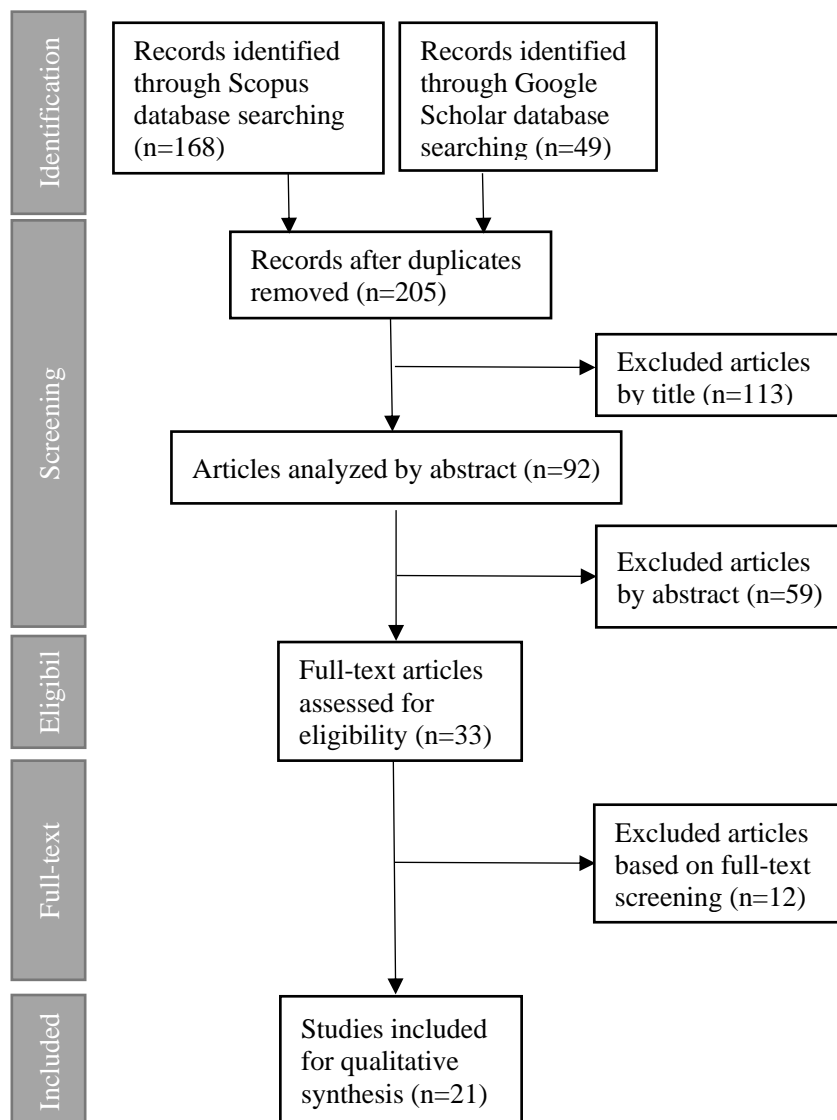 Identification
Records identified
through Scopus
database searching
(n=168)
Records identified
through Google
Scholar database
searching (n=49)
Screening
Records after duplicates
removed (n=205)
Excluded articles
by title (n=113)
Articles analyzed by abstract (n=92)
Excluded articles
by abstract (n=59)
Eligibil
Full-text articles
assessed for
eligibility (n=33)
Full-text
Excluded articles
based on full-text
screening (n=12)
Included
Studies included
for qualitative
synthesis (n=21)